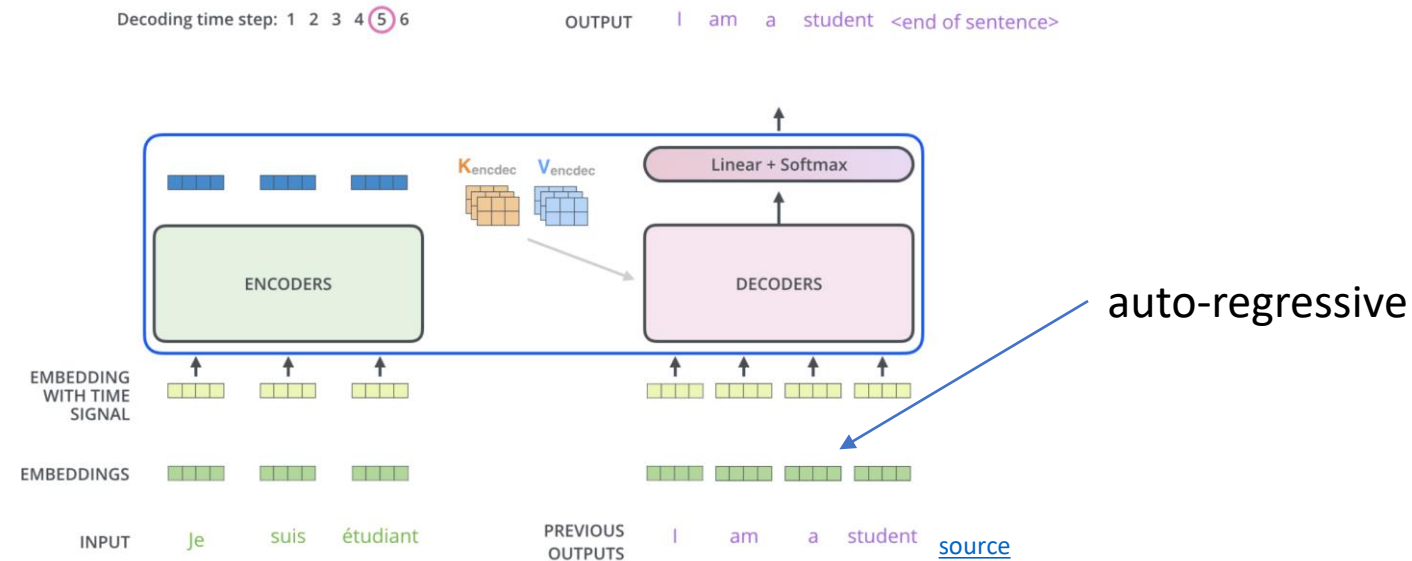 Decoding time step: 1 2 3 4 5 6
OUTPUT I am a student <end of sentence>
Kencdec Vencdec
Linear + Softmax
ENCODERS
DECODERS
auto-regressive
EMBEDDING
WITH TIME
SIGNAL
EMBEDDINGS
INPUT Je suis étudiant
PREVIOUS
OUTPUTS
I am a student
source